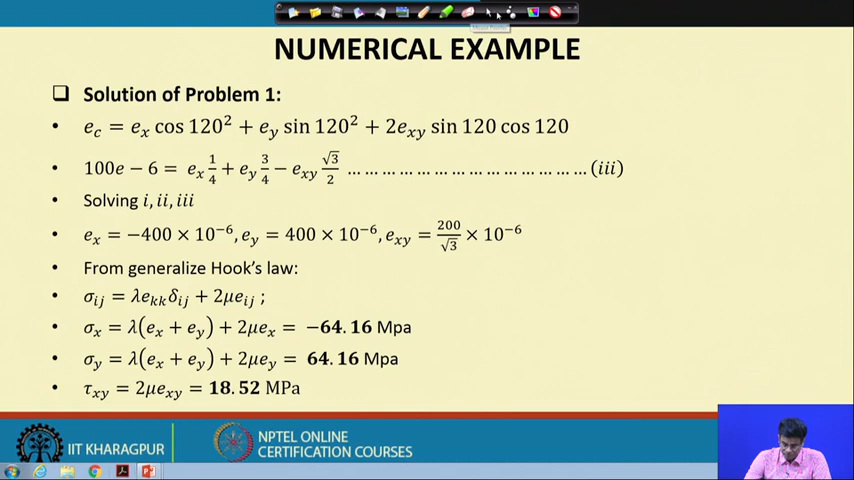 NUMERICAL EXAMPLE
❑ Solution of Problem 1:
• e_c = e_x cos 120² + e_y sin 120² + 2e_xy sin 120 cos 120
• 100e − 6 = e_x 1/4 + e_y 3/4 − e_xy √3/2 … … … … … … … … … … … … … … (iii)
• Solving i, ii, iii
• e_x = −400 × 10⁻⁶, e_y = 400 × 10⁻⁶, e_xy = 200/√3 × 10⁻⁶
• From generalize Hook's law:
• σ_ij = λe_kk δ_ij + 2μe_ij ;
• σ_x = λ(e_x + e_y) + 2μe_x = −64.16 Mpa
• σ_y = λ(e_x + e_y) + 2μe_y = 64.16 Mpa
• τ_xy = 2μe_xy = 18.52 MPa
IIT KHARAGPUR
NPTEL ONLINE
CERTIFICATION COURSES